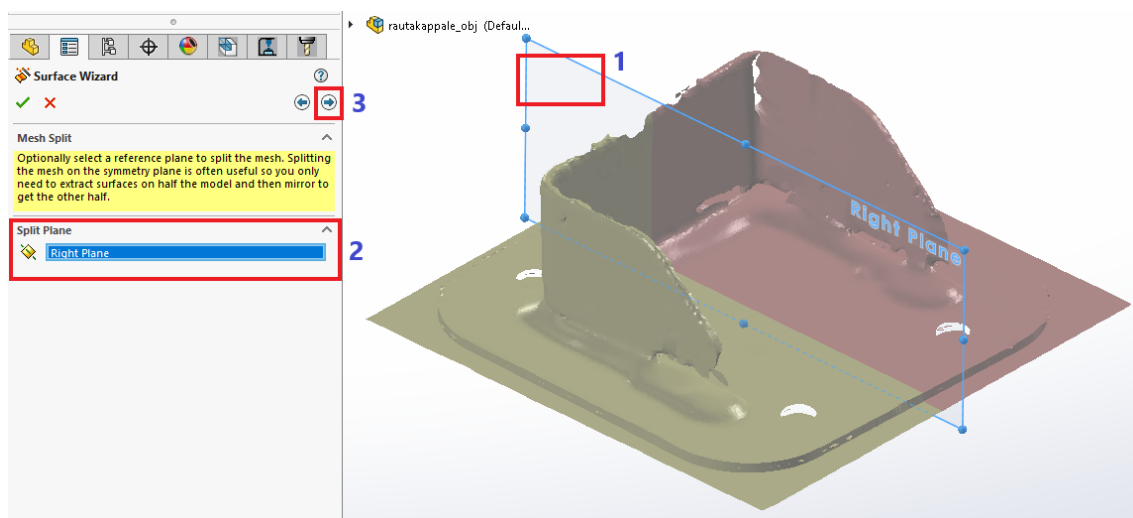 rautakappale_obj (Defaul...
Surface Wizard
1
3
Mesh Split
Optionally select a reference plane to split the mesh. Splitting
the mesh on the symmetry plane is often useful so you only
need to extract surfaces on half the model and then mirror to
get the other half.
Split Plane
Right Plane
2
Right Plane